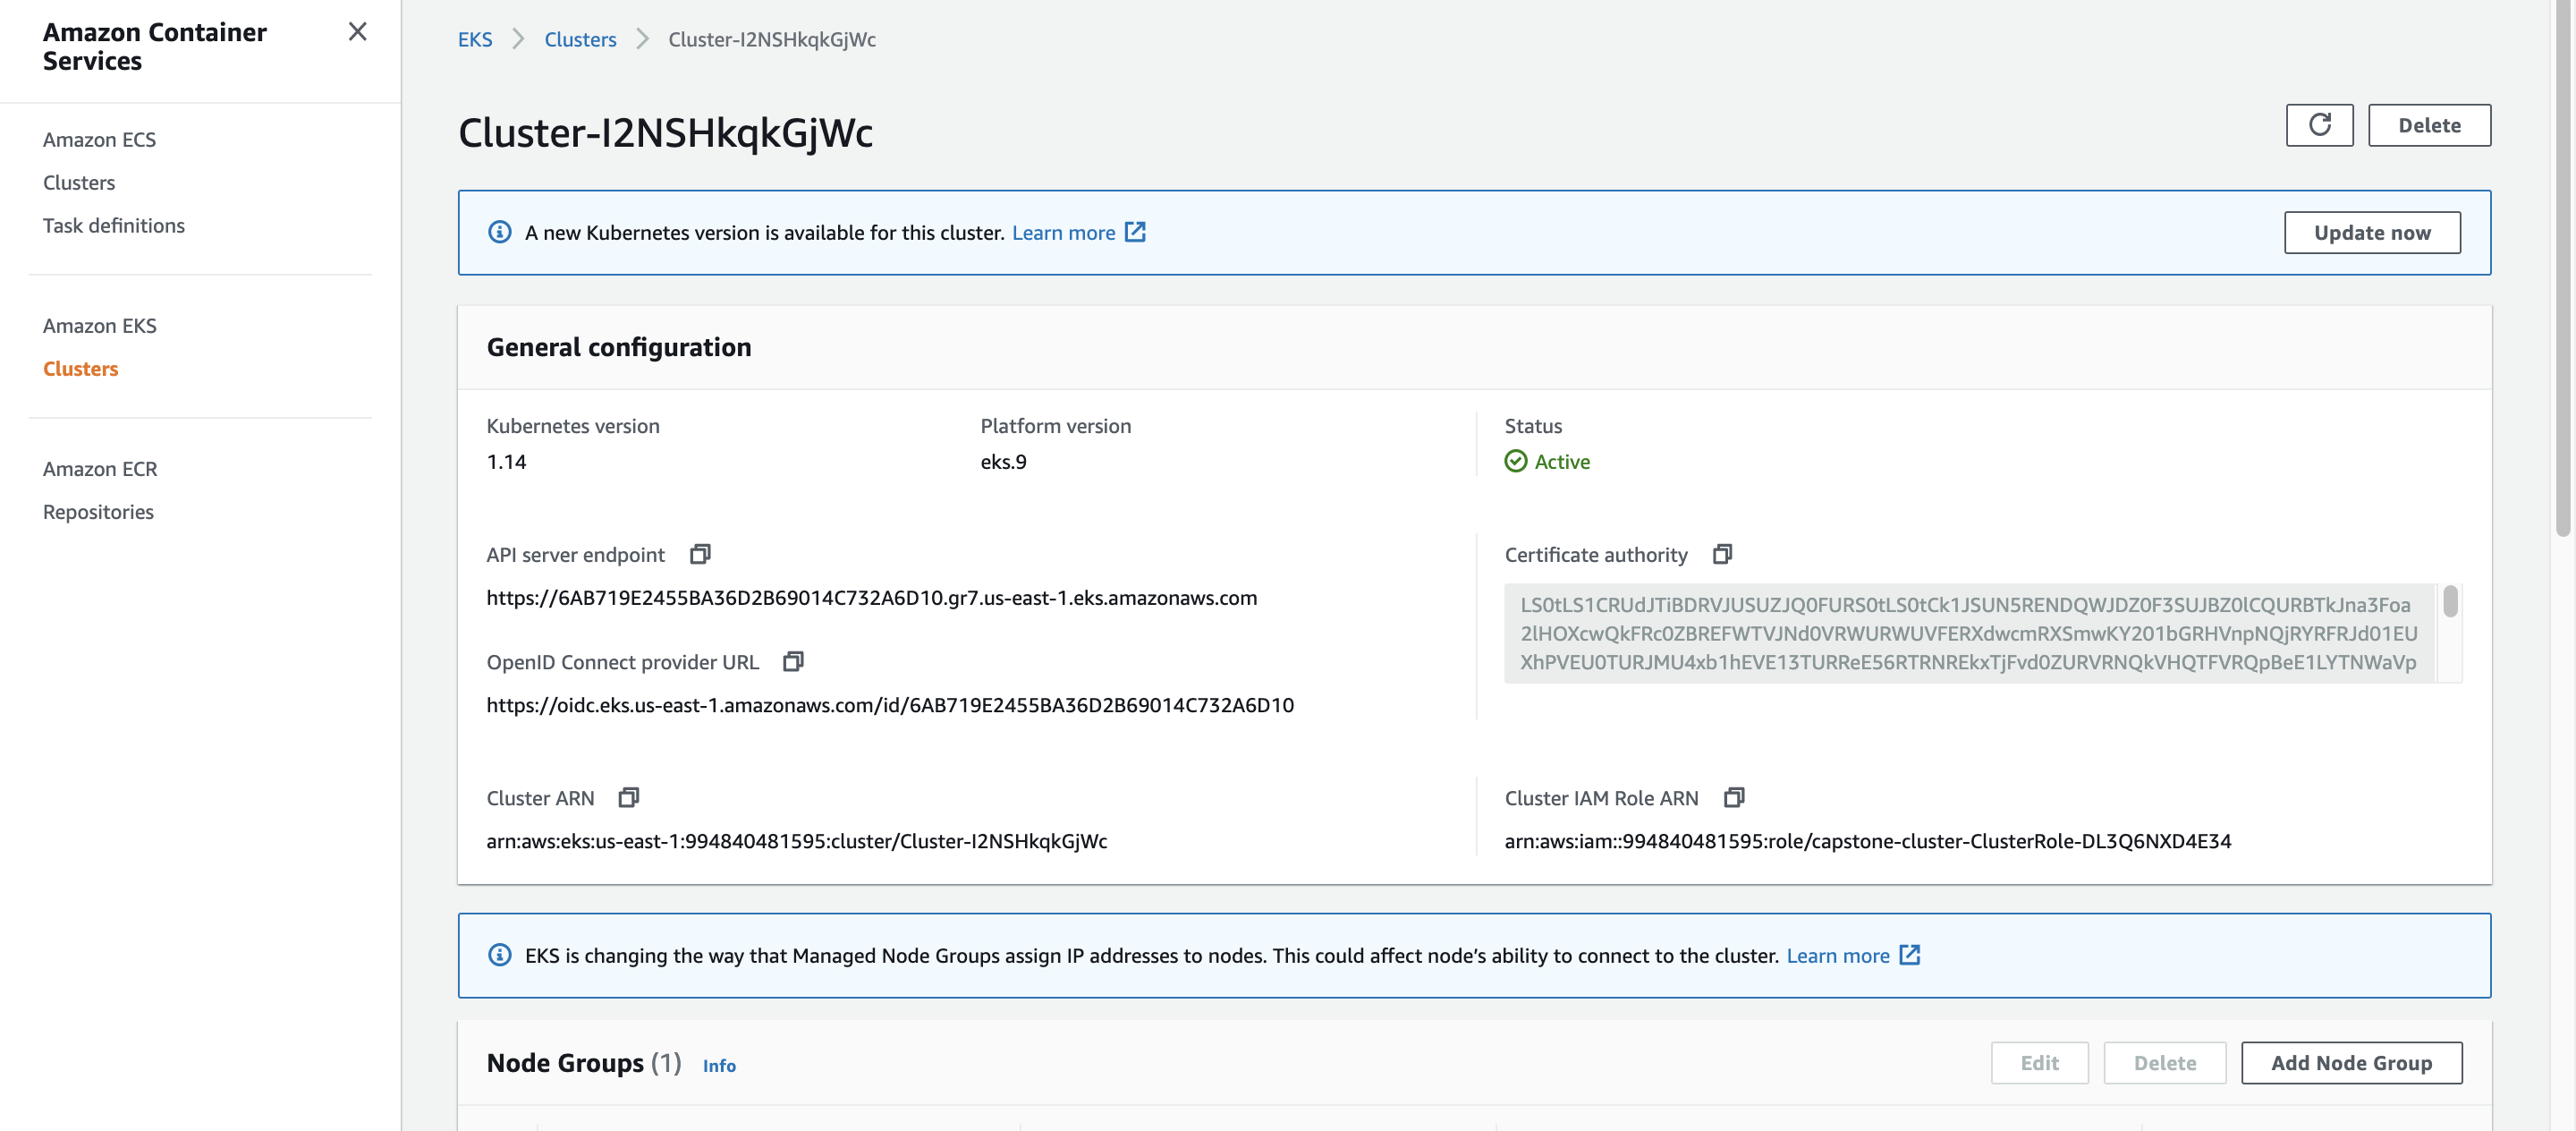 Amazon Container
Services
Amazon ECS
Clusters
Task definitions
Amazon EKS
Clusters
Amazon ECR
Repositories
EKS > Clusters > Cluster-I2NSHkqkGjWc
Cluster-I2NSHkqkGjWc
Delete
A new Kubernetes version is available for this cluster. Learn more
Update now
General configuration
Kubernetes version
1.14
Platform version
eks.9
Status
Active
API server endpoint
https://6AB719E2455BA36D2B69014C732A6D10.gr7.us-east-1.eks.amazonaws.com
OpenID Connect provider URL
https://oidc.eks.us-east-1.amazonaws.com/id/6AB719E2455BA36D2B69014C732A6D10
Certificate authority
LS0tLS1CRUdJTiBDRVJUSUZJQ0FURS0tLS0tCk1JSUN5RENDQWJDZ0F3SUJBZ0lCQURBTkJna3Foa
2lHOXcwQkFRc0ZBREFWTVJNd0VRWURWUVFERXdwcmRXSmwKY201bGRHVnpNQjRYRFRJd01EU
XhPVEU0TURJMU4xb1hEVE13TURReE56RTRNREkxTjFvd0ZURVRNQkVHQTFVRQpBeE1LYTNWaVp
Cluster ARN
arn:aws:eks:us-east-1:994840481595:cluster/Cluster-I2NSHkqkGjWc
Cluster IAM Role ARN
arn:aws:iam::994840481595:role/capstone-cluster-ClusterRole-DL3Q6NXD4E34
EKS is changing the way that Managed Node Groups assign IP addresses to nodes. This could affect node’s ability to connect to the cluster. Learn more
Node Groups (1) Info
Edit
Delete
Add Node Group